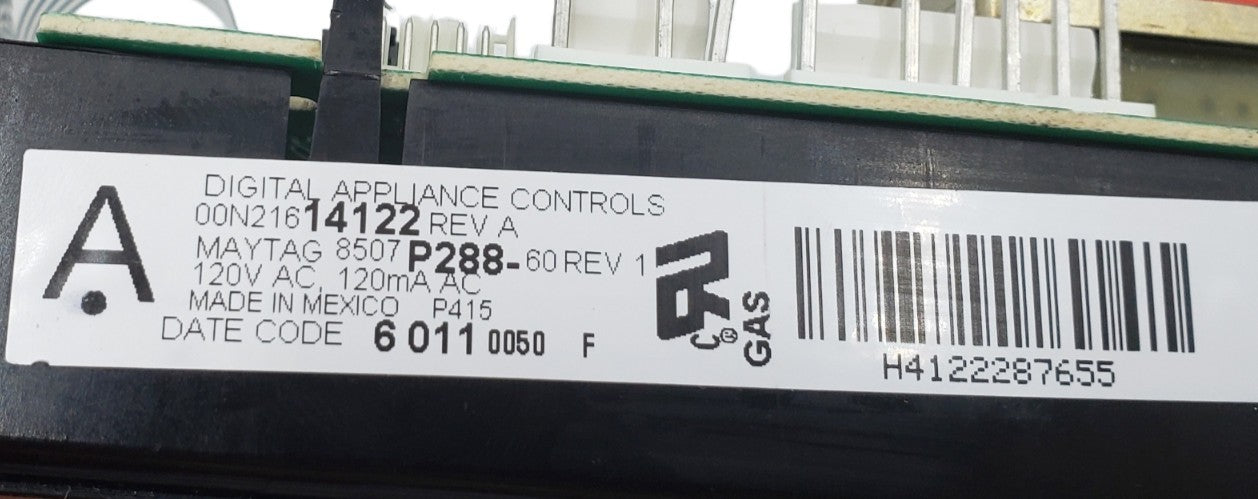 A
DIGITAL APPLIANCE CONTROLS
00N21614122 REV A
MAYTAG 8507P288-60 REV 1
120V AC, 120mA AC
MADE IN MEXICO P415
DATE CODE 6 011 0050 F
C RU ®
GAS
H4122287655